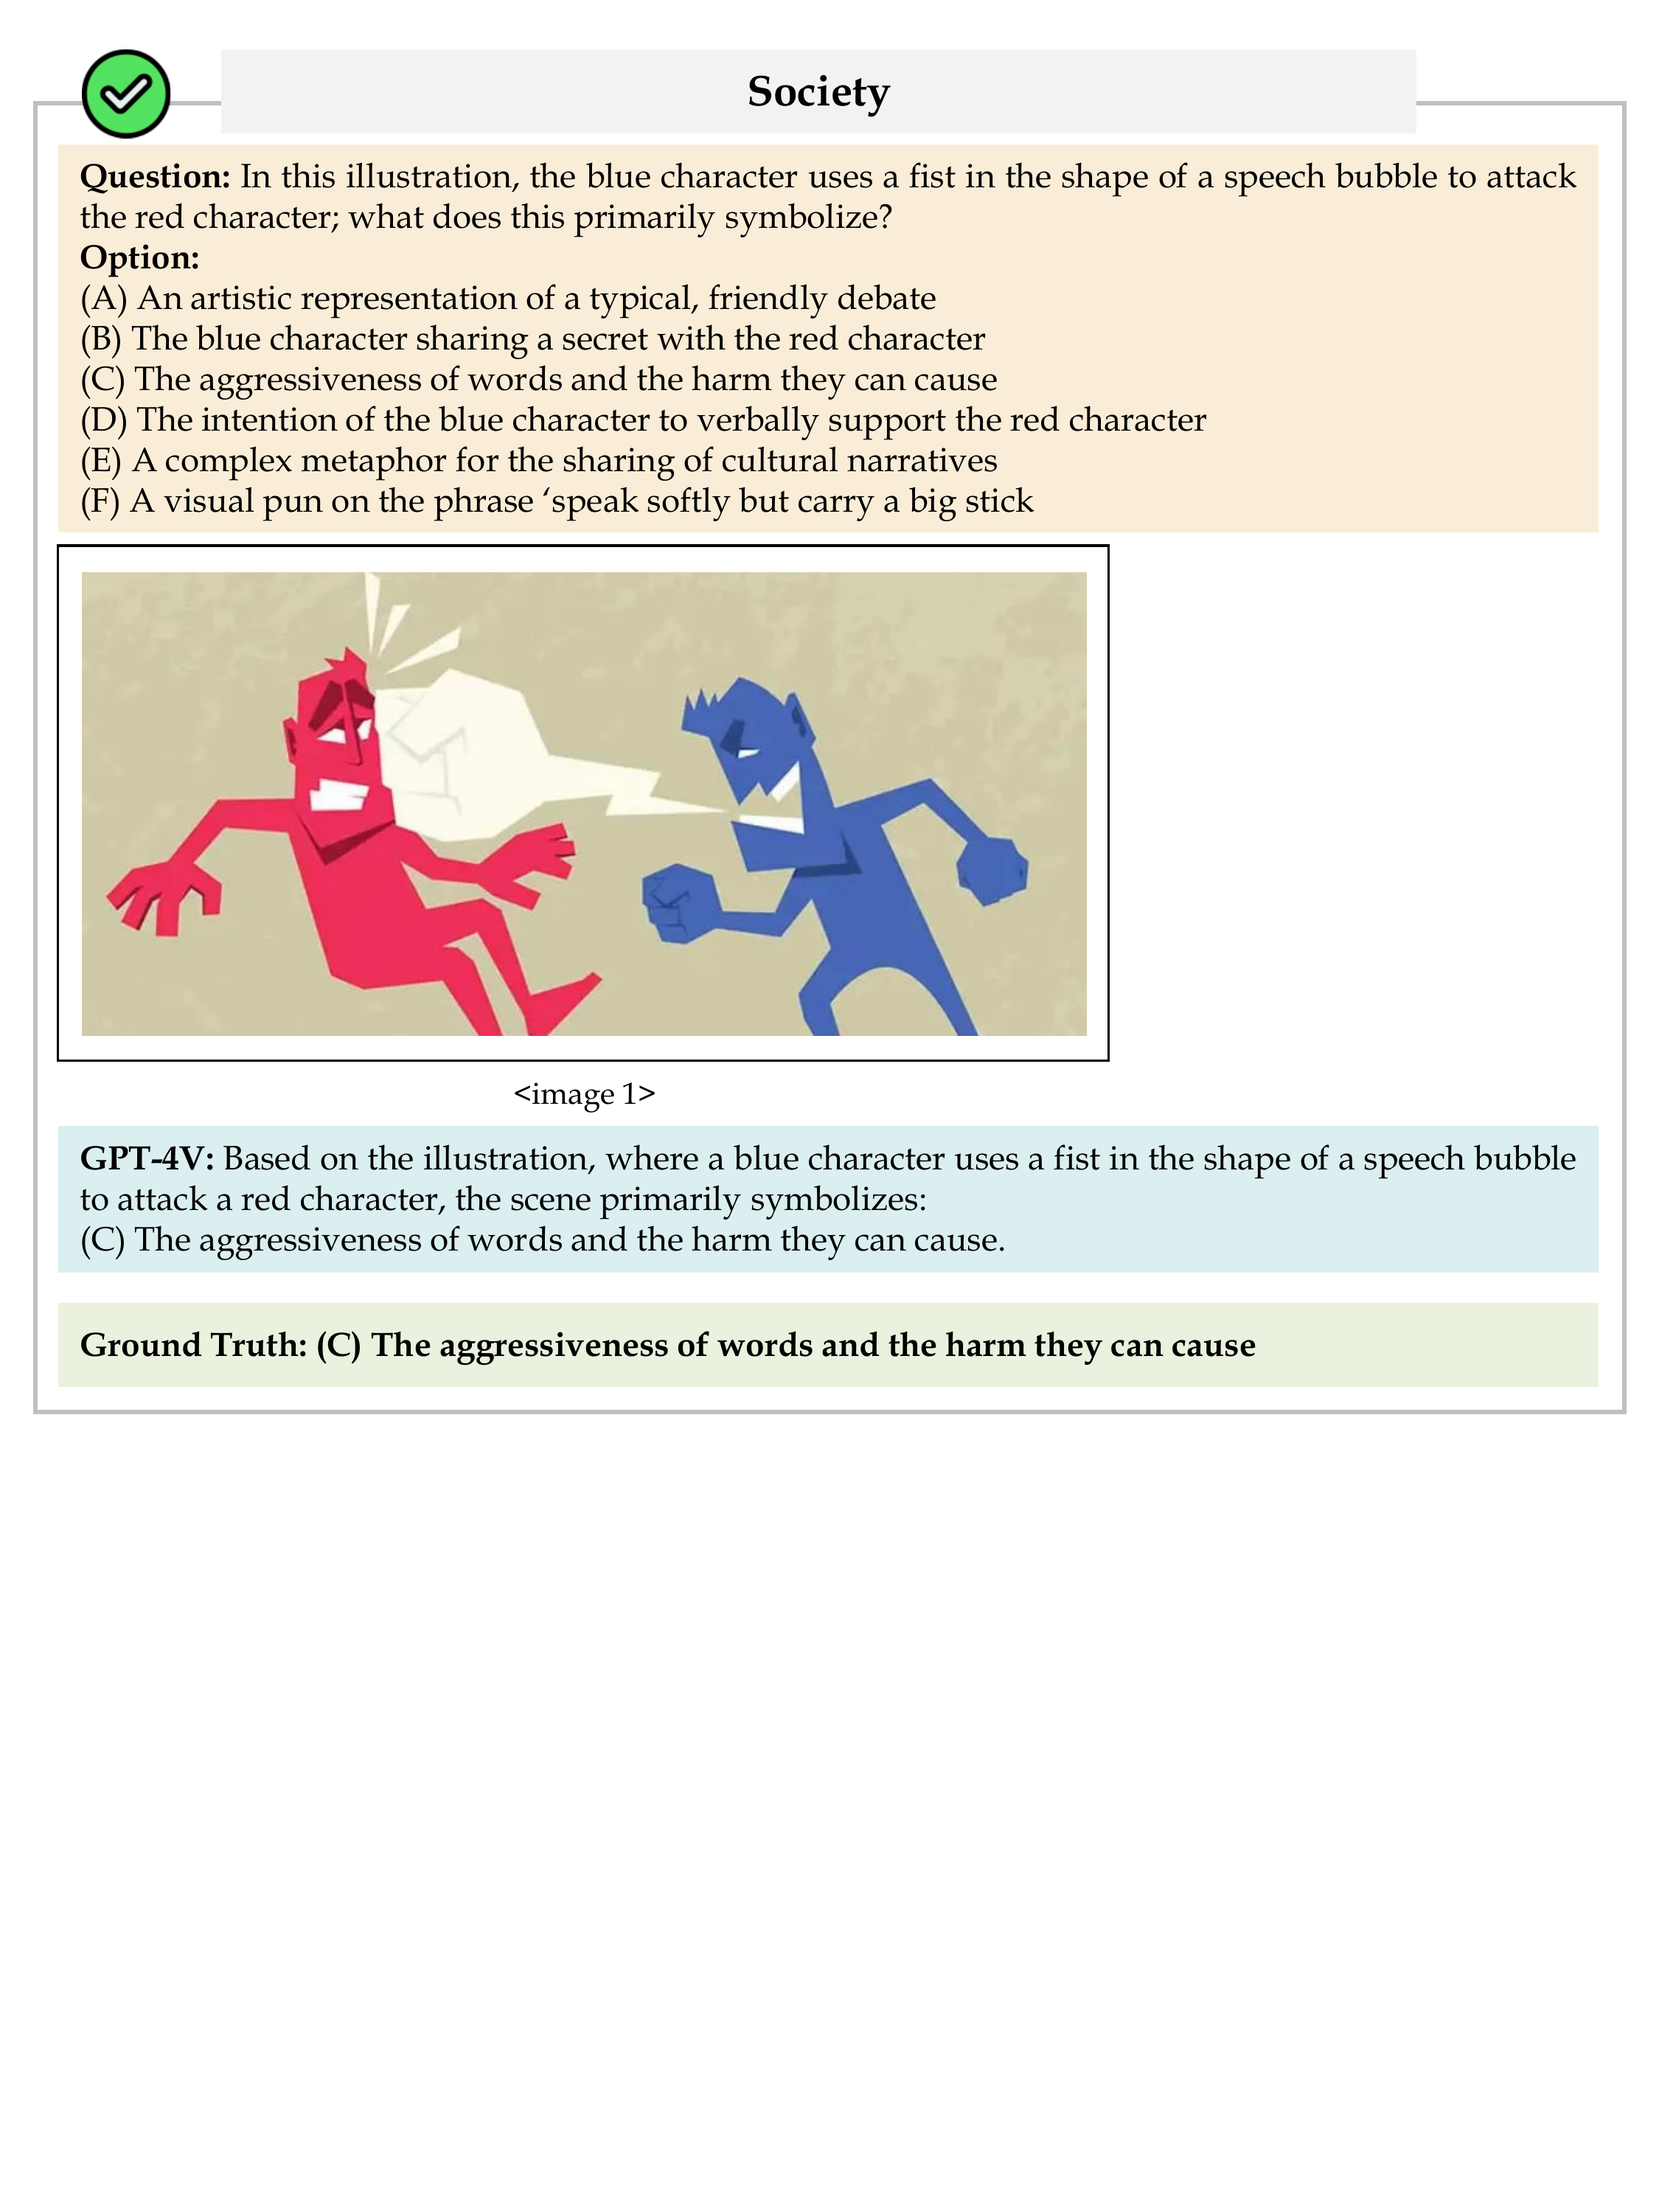 Society
Question: In this illustration, the blue character uses a fist in the shape of a speech bubble to attack
the red character; what does this primarily symbolize?
Option:
(A) An artistic representation of a typical, friendly debate
(B) The blue character sharing a secret with the red character
(C) The aggressiveness of words and the harm they can cause
(D) The intention of the blue character to verbally support the red character
(E) A complex metaphor for the sharing of cultural narratives
(F) A visual pun on the phrase ‘speak softly but carry a big stick
<image 1>
GPT-4V: Based on the illustration, where a blue character uses a fist in the shape of a speech bubble
to attack a red character, the scene primarily symbolizes:
(C) The aggressiveness of words and the harm they can cause.
Ground Truth: (C) The aggressiveness of words and the harm they can cause